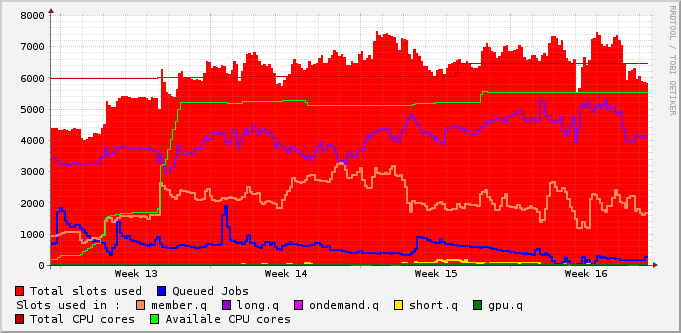 RRDTOOL / TOBI OETIKER
8000
7000
6000
5000
4000
3000
2000
1000
0
Week 13 Week 14 Week 15 Week 16
Total slots used Queued Jobs
Slots used in : member.q long.q ondemand.q short.q gpu.q
Total CPU cores Availale CPU cores